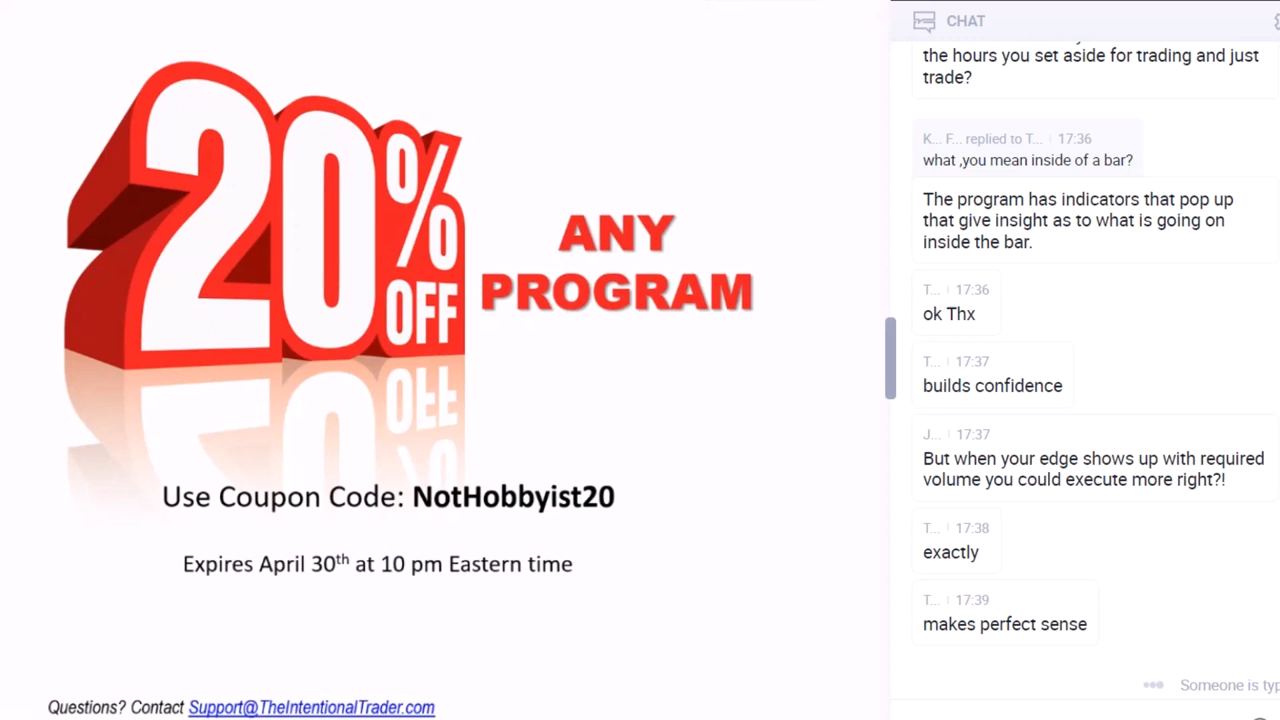 20%
OFF
ANY
PROGRAM
Use Coupon Code: NotHobbyist20
Expires April 30th at 10 pm Eastern time
Questions? Contact Support@TheIntentionalTrader.com
CHAT
the hours you set aside for trading and just
trade?
K... F... replied to T... 17:36
what ,you mean inside of a bar?
The program has indicators that pop up
that give insight as to what is going on
inside the bar.
T... 17:36
ok Thx
T... 17:37
builds confidence
J... 17:37
But when your edge shows up with required
volume you could execute more right?!
T... 17:38
exactly
T... 17:39
makes perfect sense
Someone is typ